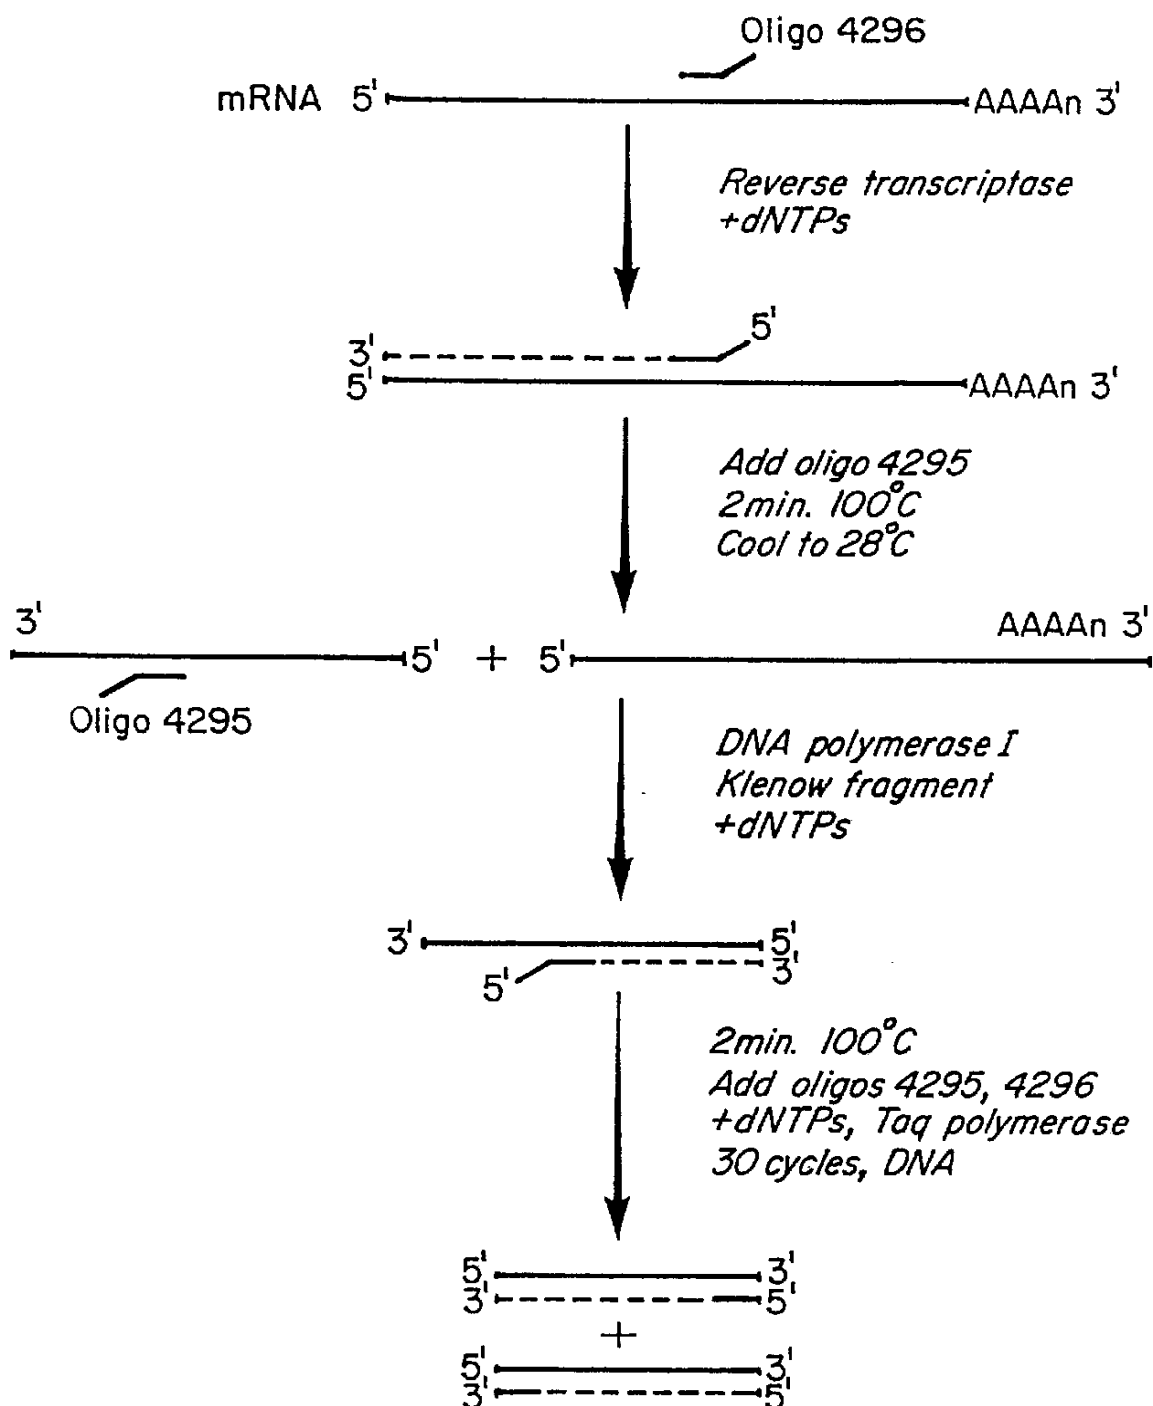 Oligo 4296
mRNA 5' AAAAn 3'
Reverse transcriptase
+dNTPs
5'
3'
5' AAAAn 3'
Add oligo 4295
2min. 100°C
Cool to 28°C
3' AAAAn 3'
5' + 5'
Oligo 4295
DNA polymerase I
Klenow fragment
+dNTPs
3' 5'
5' 3'
2min. 100°C
Add oligos 4295, 4296
+dNTPs, Taq polymerase
30 cycles, DNA
5' 3'
3' 5'
+
5' 3'
3' 5'